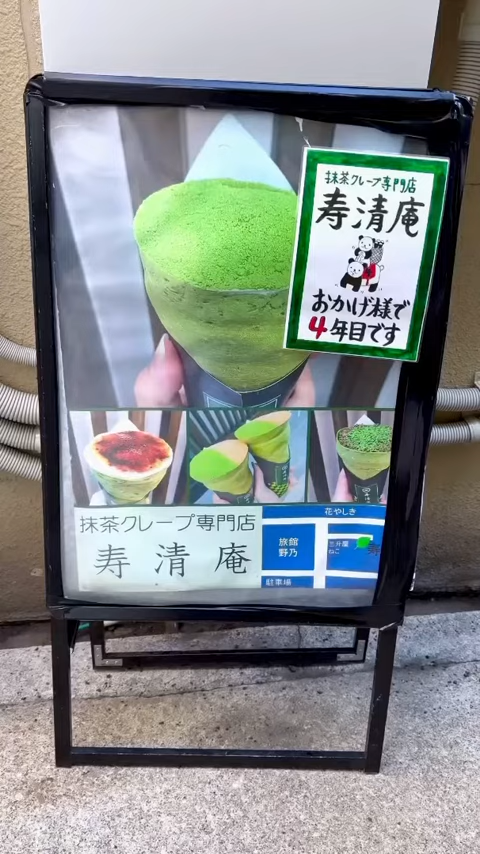 抹茶クレープ専門店
寿清庵
おかげ様で
4年目です
抹茶クレープ専門店
寿清庵
花やしき
旅館
野乃
ねこ
駐車場